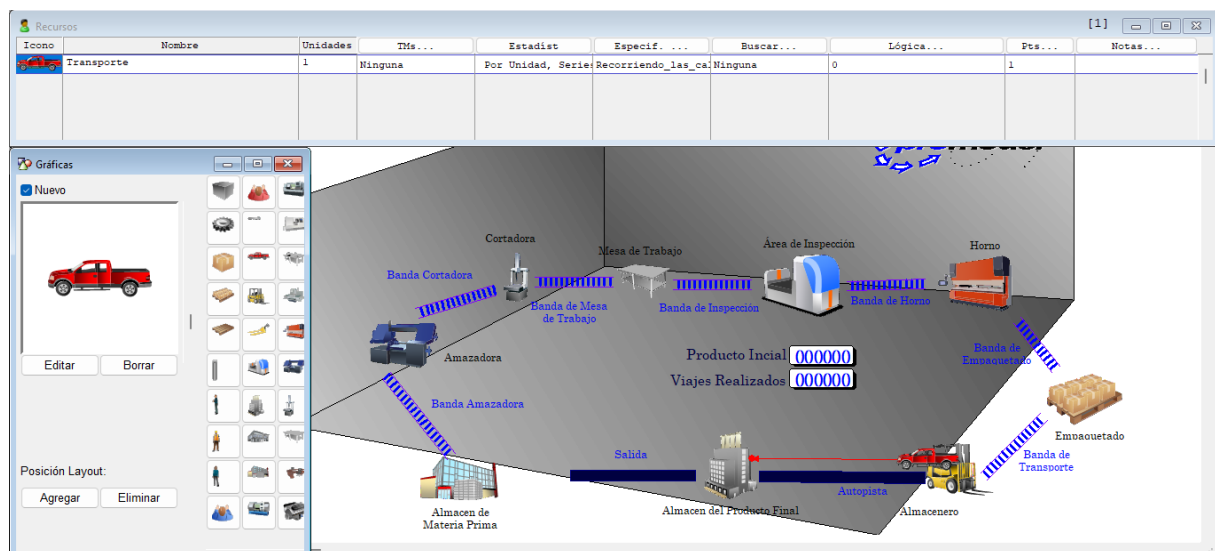 Recursos
[1]
Icono Nombre Unidades TMs... Estadíst Especif. ... Buscar... Lógica... Pts... Notas...
Transporte 1 Ninguna Por Unidad, Series Recorriendo_las_cal Ninguna 0 1
Gráficas
Nuevo
Editar Borrar
Posición Layout:
Agregar Eliminar
promodel
Cortadora
Mesa de Trabajo
Área de Inspección
Horno
Banda Cortadora
Banda de Mesa
de Trabajo
Banda de Inspección
Banda de Horno
Amazadora
Producto Incial 000000
Viajes Realizados 000000
Banda de
Empaquetado
Banda Amazadora
Empaquetado
Salida
Banda de
Transporte
Autopista
Almacen de
Materia Prima
Almacen del Producto Final
Almacenero